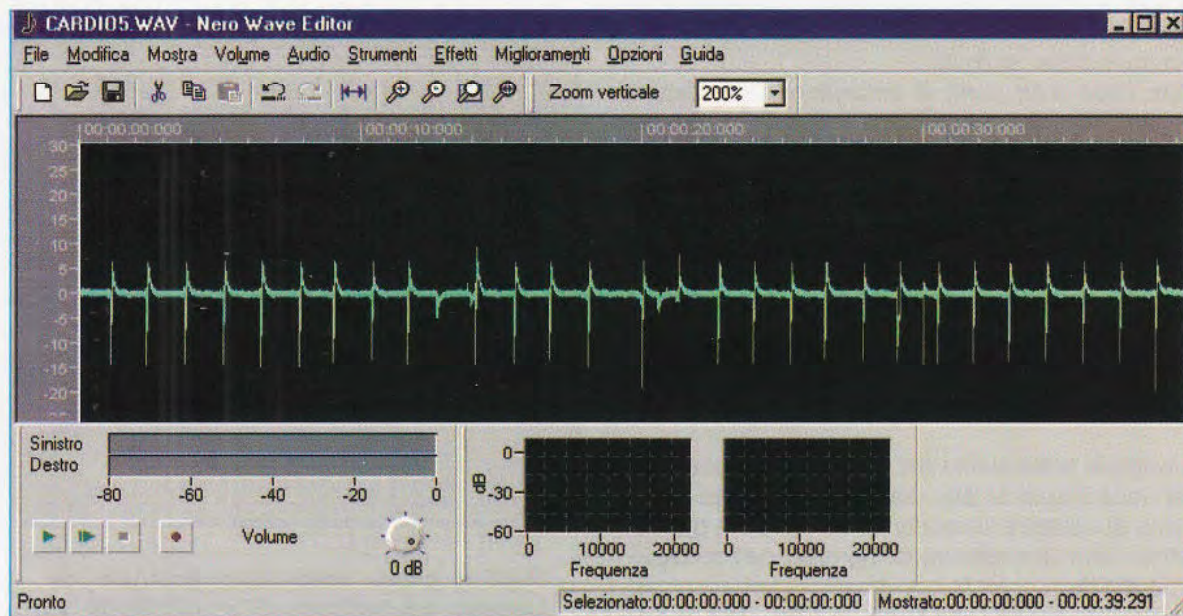 CARDIO5.WAV - Nero Wave Editor
File Modifica Mostra Volume Audio Strumenti Effetti Miglioramenti Opzioni Guida
Zoom verticale 200%
00:00:00:000 00:00:10:000 00:00:20:000 00:00:30:000
30
25
20
15
10
5
0
-5
-10
-15
-20
Sinistro
Destro
-80 -60 -40 -20 0
Volume
0 dB
dB
0
-30
-60
0 10000 20000
Frequenza
0 10000 20000
Frequenza
Pronto
Selezionato:00:00:00:000 - 00:00:00:000 Mostrato:00:00:00:000 - 00:00:39:291